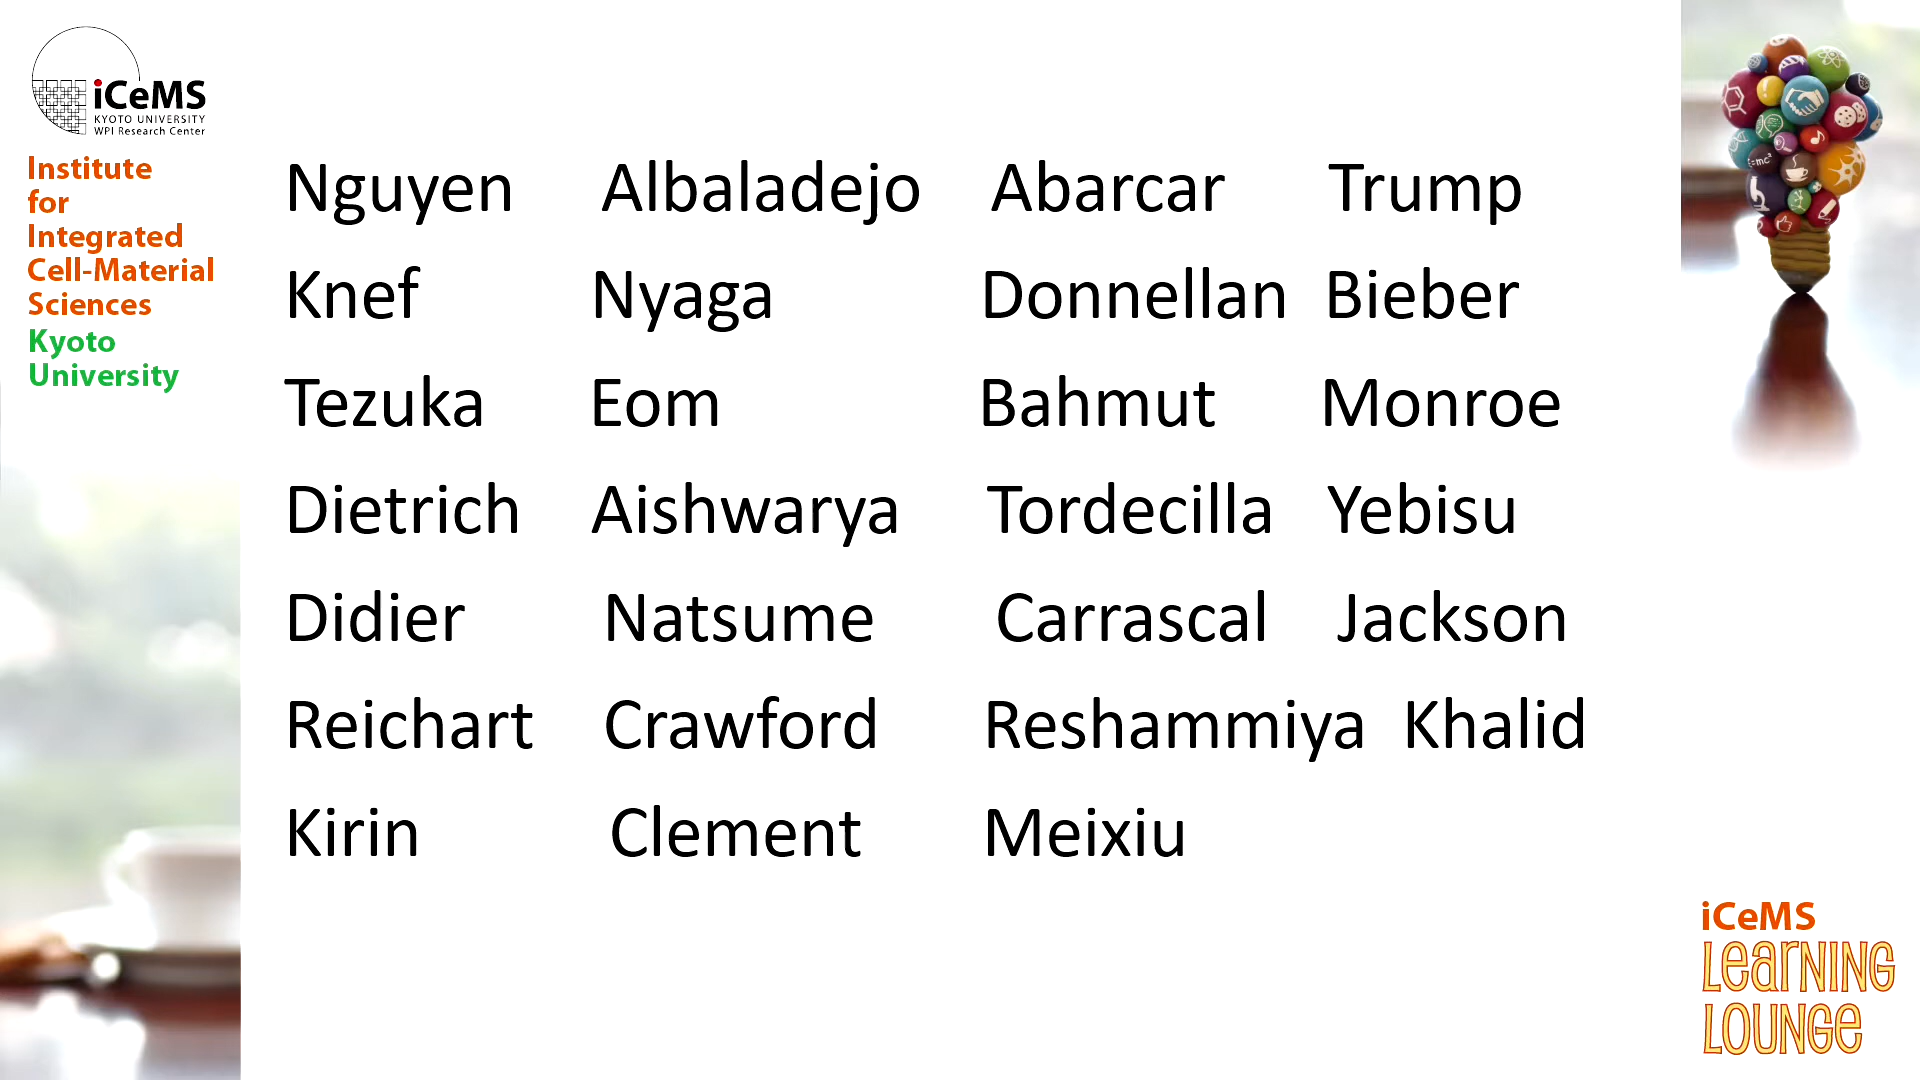 iCeMS
KYOTO UNIVERSITY
WPI Research Center
Institute
for
Integrated
Cell-Material
Sciences
Kyoto
University
Nguyen Albaladejo Abarcar Trump
Knef Nyaga Donnellan Bieber
Tezuka Eom Bahmut Monroe
Dietrich Aishwarya Tordecilla Yebisu
Didier Natsume Carrascal Jackson
Reichart Crawford Reshammiya Khalid
Kirin Clement Meixiu
=mc²
iCeMS
LearNING
LOUNGe